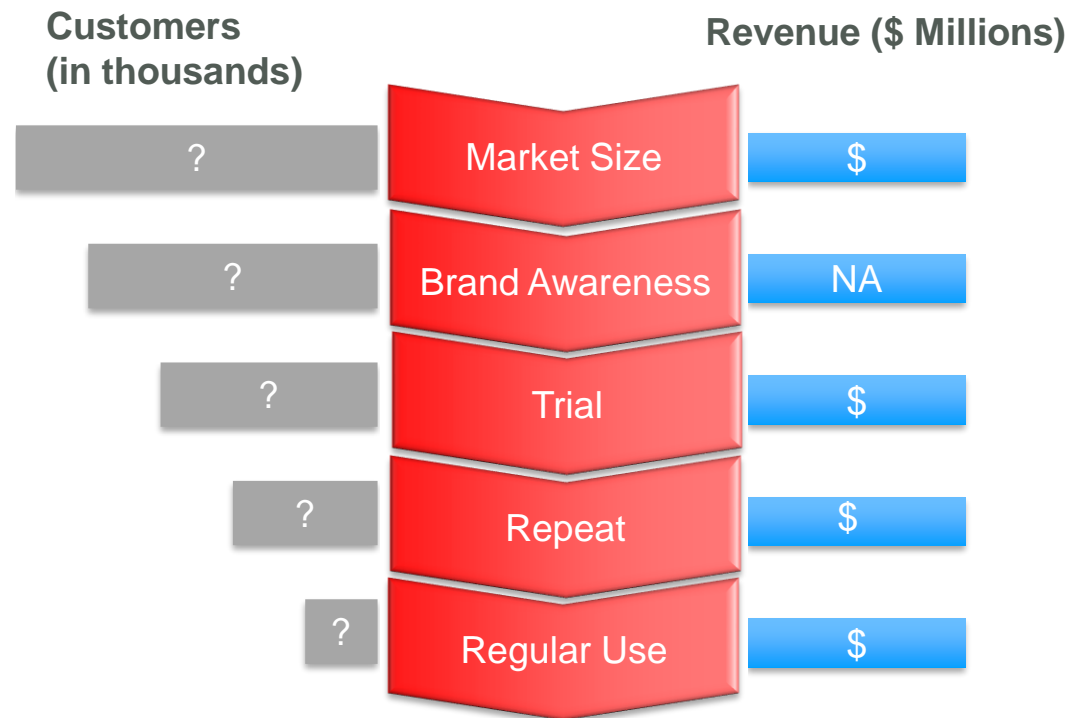 Customers
(in thousands)
Revenue ($ Millions)
? Market Size $
? Brand Awareness NA
? Trial $
? Repeat $
? Regular Use $